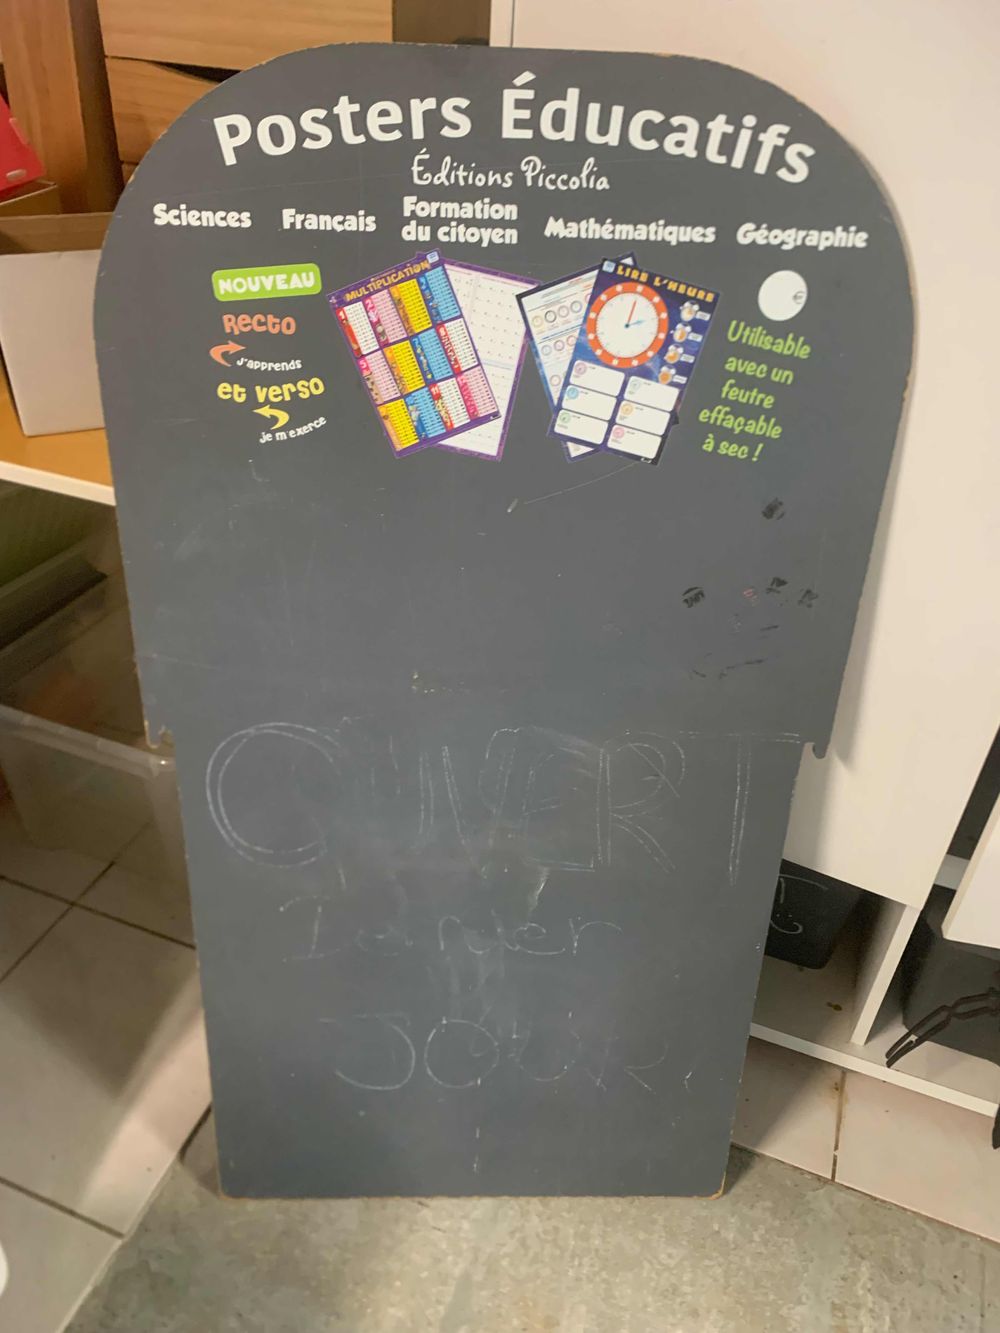 Posters Éducatifs
Éditions Piccolia
Sciences
Français
Formation
du citoyen
Mathématiques
Géographie
NOUVEAU
Recto
J'apprends
et verso
je m'exerce
MULTIPLICATION
LIRE L'HEURE
€
Utilisable
avec un
feutre
effaçable
à sec !
OUVERT
JOUR